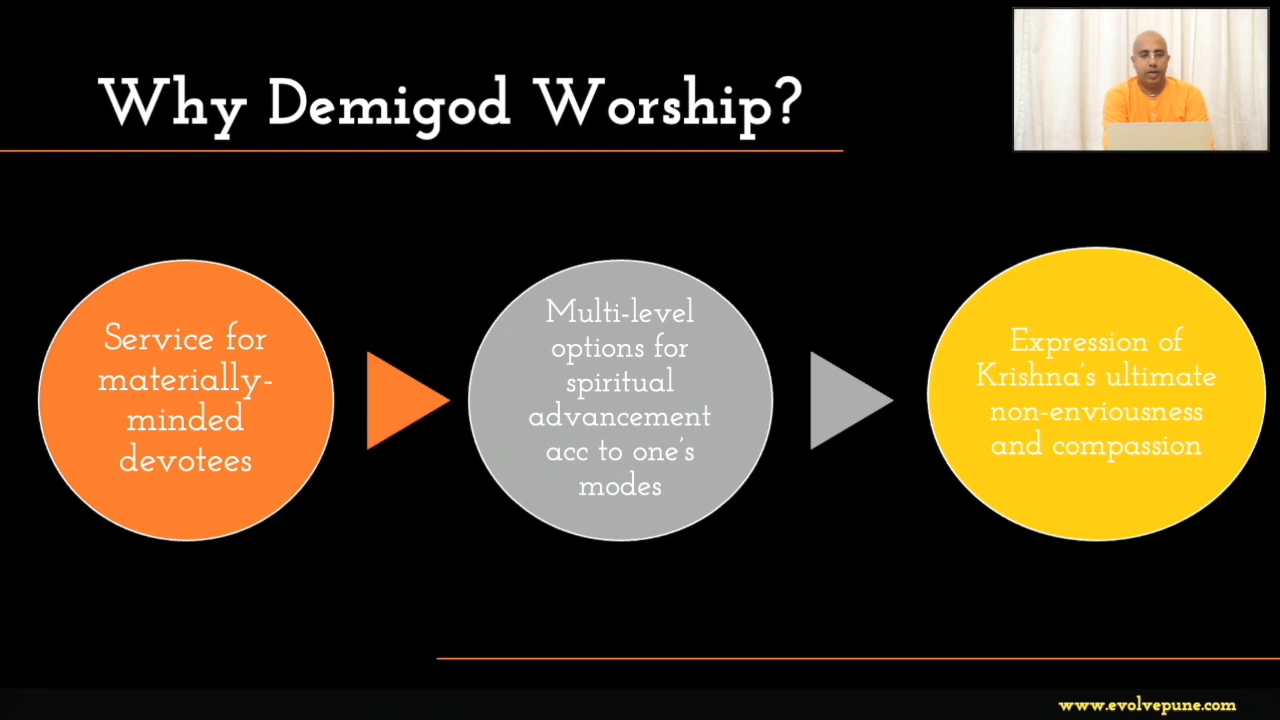 Why Demigod Worship?
Service for
materially-
minded
devotees
Multi-level
options for
spiritual
advancement
acc to one's
modes
Expression of
Krishna's ultimate
non-enviousness
and compassion
www.evolvepune.com